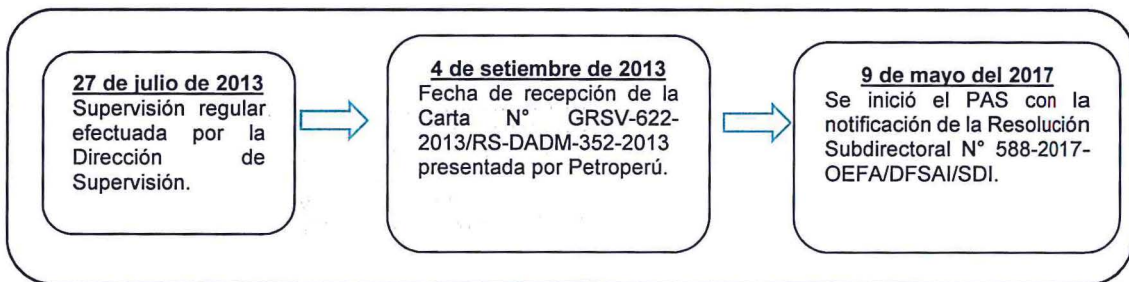 27 de julio de 2013
Supervisión regular
efectuada por la
Dirección de
Supervisión.
4 de setiembre de 2013
Fecha de recepción de la
Carta N° GRSV-622-
2013/RS-DADM-352-2013
presentada por Petroperú.
9 de mayo del 2017
Se inició el PAS con la
notificación de la Resolución
Subdirectoral N° 588-2017-
OEFA/DFSAI/SDI.